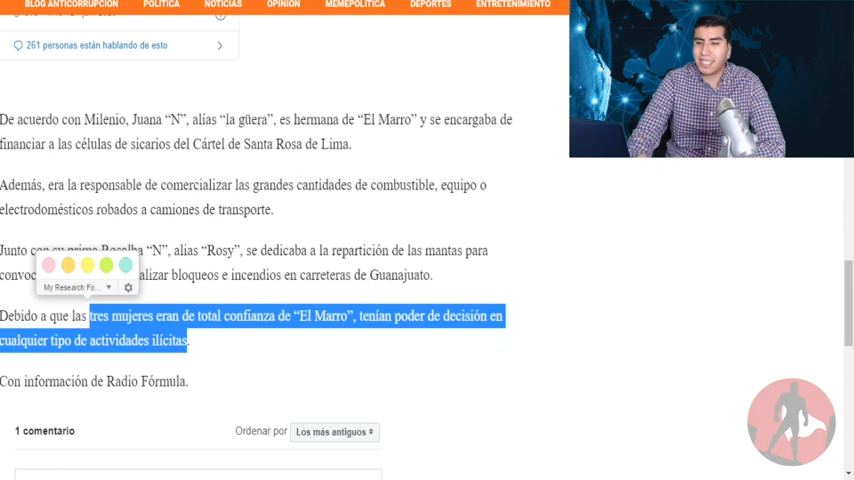 BLOG ANTICORRUPCIÓN POLÍTICA NOTICIAS OPINIÓN MEMEPOLÍTICA DEPORTES ENTRETENIMIENTO
261 personas están hablando de esto
De acuerdo con Milenio, Juana “N”, alías “la güera”, es hermana de “El Marro” y se encargaba de
financiar a las células de sicarios del Cártel de Santa Rosa de Lima.
Además, era la responsable de comercializar las grandes cantidades de combustible, equipo o
electrodomésticos robados a camiones de transporte.
Junto con su prima Rosalba “N”, alias “Rosy”, se dedicaba a la repartición de las mantas para
alizar bloqueos e incendios en carreteras de Guanajuato.
My Research Fo...
Debido a que las tres mujeres eran de total confianza de “El Marro”, tenían poder de decisión en
cualquier tipo de actividades ilícitas.
Con información de Radio Fórmula.
1 comentario
Ordenar por Los más antiguos